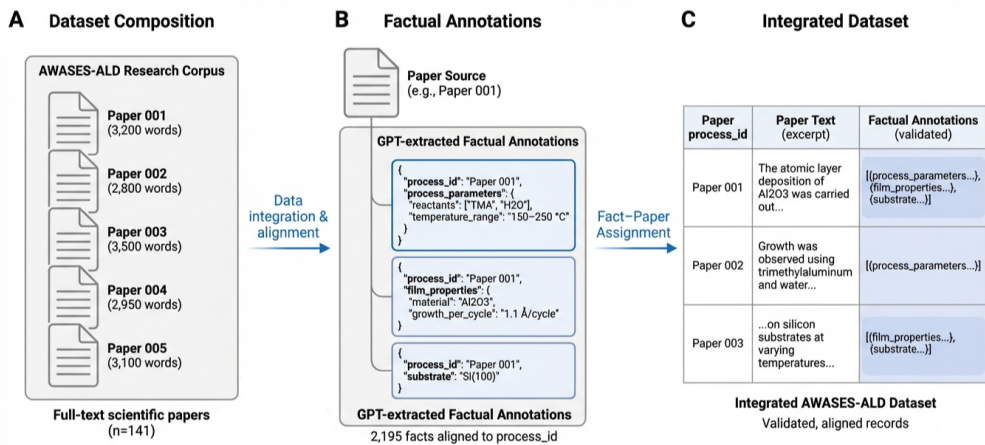 A Dataset Composition
AWASES-ALD Research Corpus
Paper 001
(3,200 words)
Paper 002
(2,800 words)
Paper 003
(3,500 words)
Paper 004
(2,950 words)
Paper 005
(3,100 words)
Full-text scientific papers
(n=141)
Data
integration &
alignment
B Factual Annotations
Paper Source
(e.g., Paper 001)
GPT-extracted Factual Annotations
{
"process_id": "Paper 001",
"process_parameters": {
"reactants": ["TMA", "H2O"],
"temperature_range": "150–250 °C"
}
}
{
"process_id": "Paper 001",
"film_properties": {
"material": "Al2O3",
"growth_per_cycle": "1.1 Å/cycle"
}
{
"process_id": "Paper 001",
"substrate": "SI(100)"
}
GPT-extracted Factual Annotations
2,195 facts aligned to process_id
Fact–Paper
Assignment
C Integrated Dataset
Paper
process_id
Paper Text
(excerpt)
Factual Annotations
(validated)
Paper 001
The atomic layer
deposition of
Al2O3 was carried
out...
[(process_parameters...},
(film_properties...),
(substrate...}]
Paper 002
Growth was
observed using
trimethylaluminum
and water...
[(process_parameters...}]
Paper 003
...on silicon
substrates at
varying
temperatures...
[(film_properties...},
(substrate...}]
Integrated AWASES-ALD Dataset
Validated, aligned records